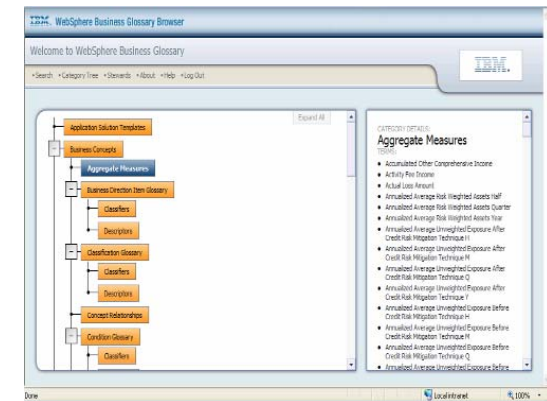 IBM. WebSphere Business Glossary Browser
Welcome to WebSphere Business Glossary
IBM.
•Search •Category Tree •Stewards •About •Help •Log Out
Expand All
Application Solution Templates
Business Concepts
Aggregate Measures
Business Direction Item Glossary
Classifiers
Descriptors
Classification Glossary
Classifiers
Descriptors
Concept Relationships
Condition Glossary
Classifiers
CATEGORY DETAILS:
Aggregate Measures
TERMS:
• Accumulated Other Comprehensive Income
• Activity Fee Income
• Actual Loss Amount
• Annualized Average Risk Weighted Assets Half
• Annualized Average Risk Weighted Assets Quarter
• Annualized Average Risk Weighted Assets Year
• Annualized Average Unweighted Exposure After
Credit Risk Mitigation Technique H
• Annualized Average Unweighted Exposure After
Credit Risk Mitigation Technique M
• Annualized Average Unweighted Exposure After
Credit Risk Mitigation Technique Q
• Annualized Average Unweighted Exposure After
Credit Risk Mitigation Technique Y
• Annualized Average Unweighted Exposure Before
Credit Risk Mitigation Technique H
• Annualized Average Unweighted Exposure Before
Credit Risk Mitigation Technique M
• Annualized Average Unweighted Exposure Before
Credit Risk Mitigation Technique Q
• Annualized Average Unweighted Exposure Before
Done
Local intranet
100%